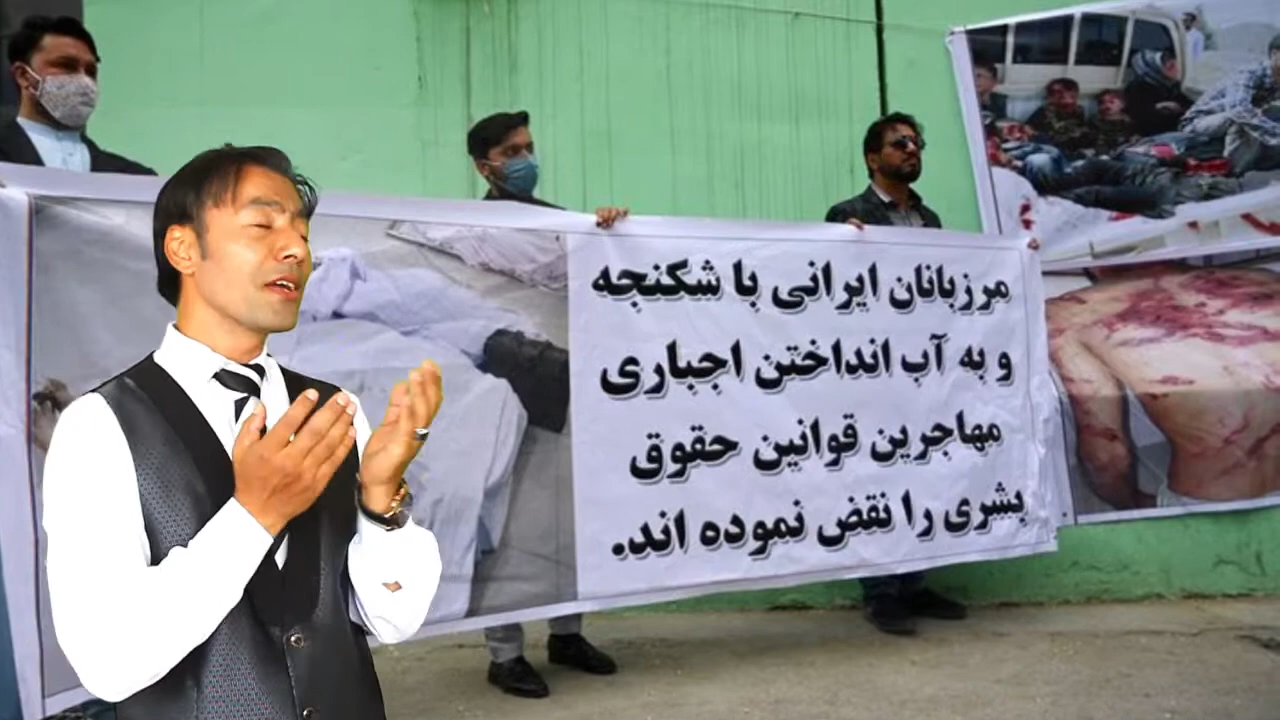 مرزبانان ایرانی با شکنجه
و به آب انداختن اجباری
مهاجرین قوانین حقوق
بشری را نقض نموده اند.